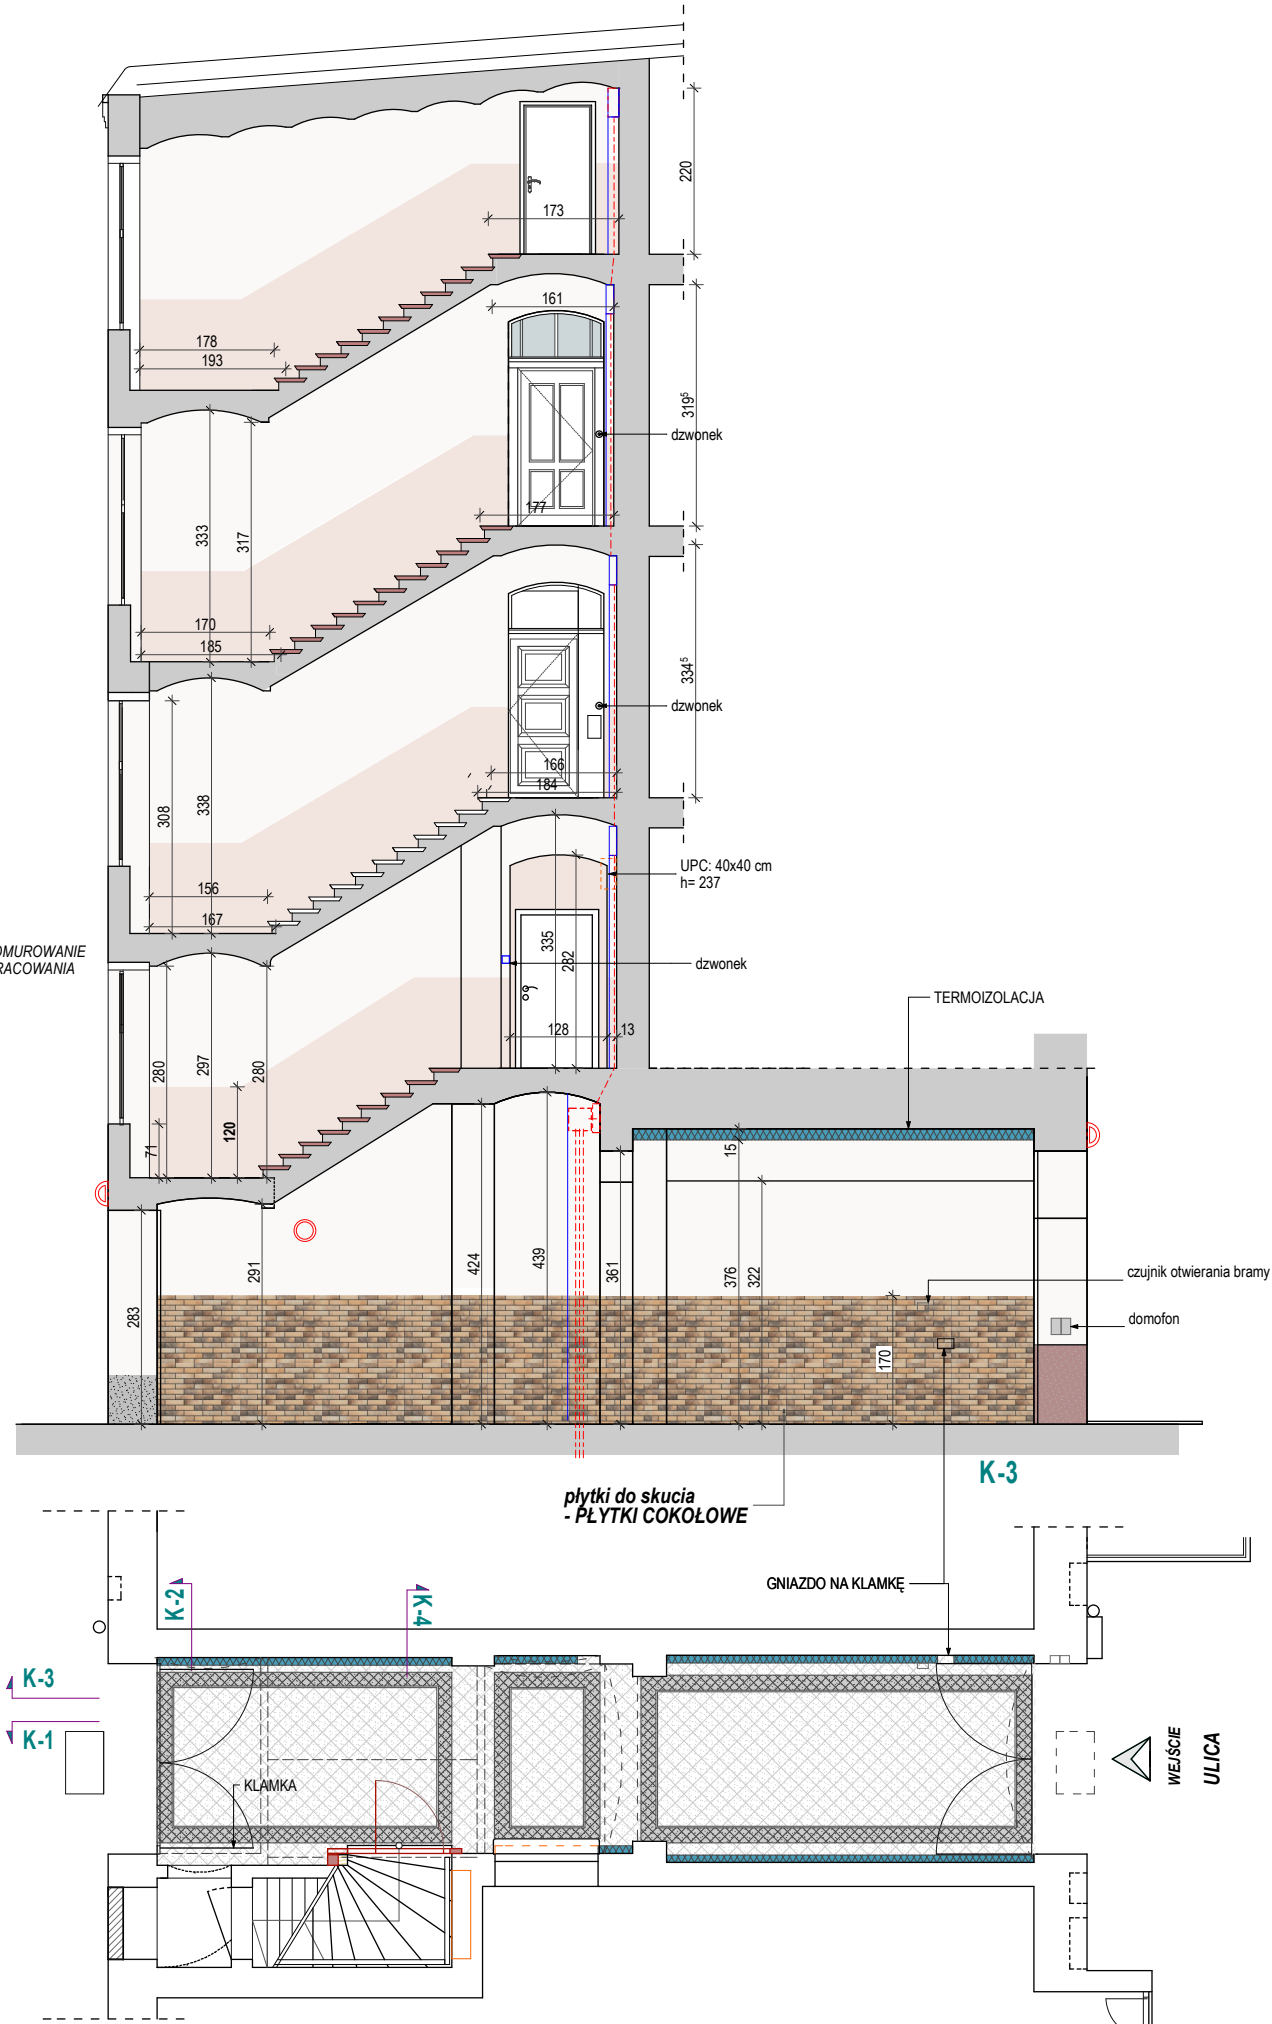 220
173
161
178
193
319⁵
dzwonek
177
333
317
170
185
334⁵
dzwonek
166
184
308
338
UPC: 40x40 cm
h= 237
156
167
335
282
OMUROWANIE
RACOWANIA
dzwonek
TERMOIZOLACJA
128
13
280
297
280
120
71
15
424
439
361
376
322
291
283
czujnik otwierania bramy
domofon
170
K-3
płytki do skucia
- PŁYTKI COKOŁOWE
GNIAZDO NA KLAMKĘ
K-2
K-4
K-3
K-1
KLAMKA
WEJŚCIE
ULICA